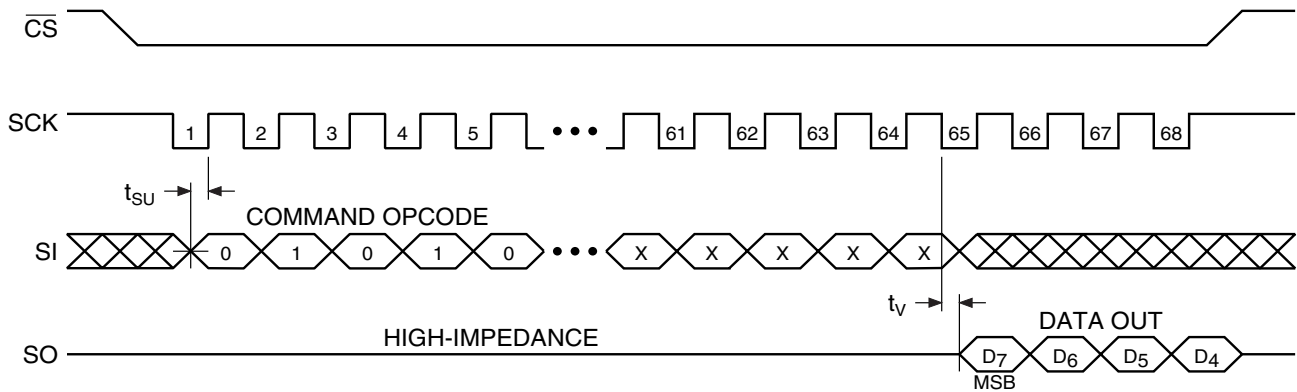 CS
SCK 1 2 3 4 5 ••• 61 62 63 64 65 66 67 68
tSU
COMMAND OPCODE
SI 0 1 0 1 0 ••• X X X X X
tV
HIGH-IMPEDANCE DATA OUT
SO D7 D6 D5 D4
MSB